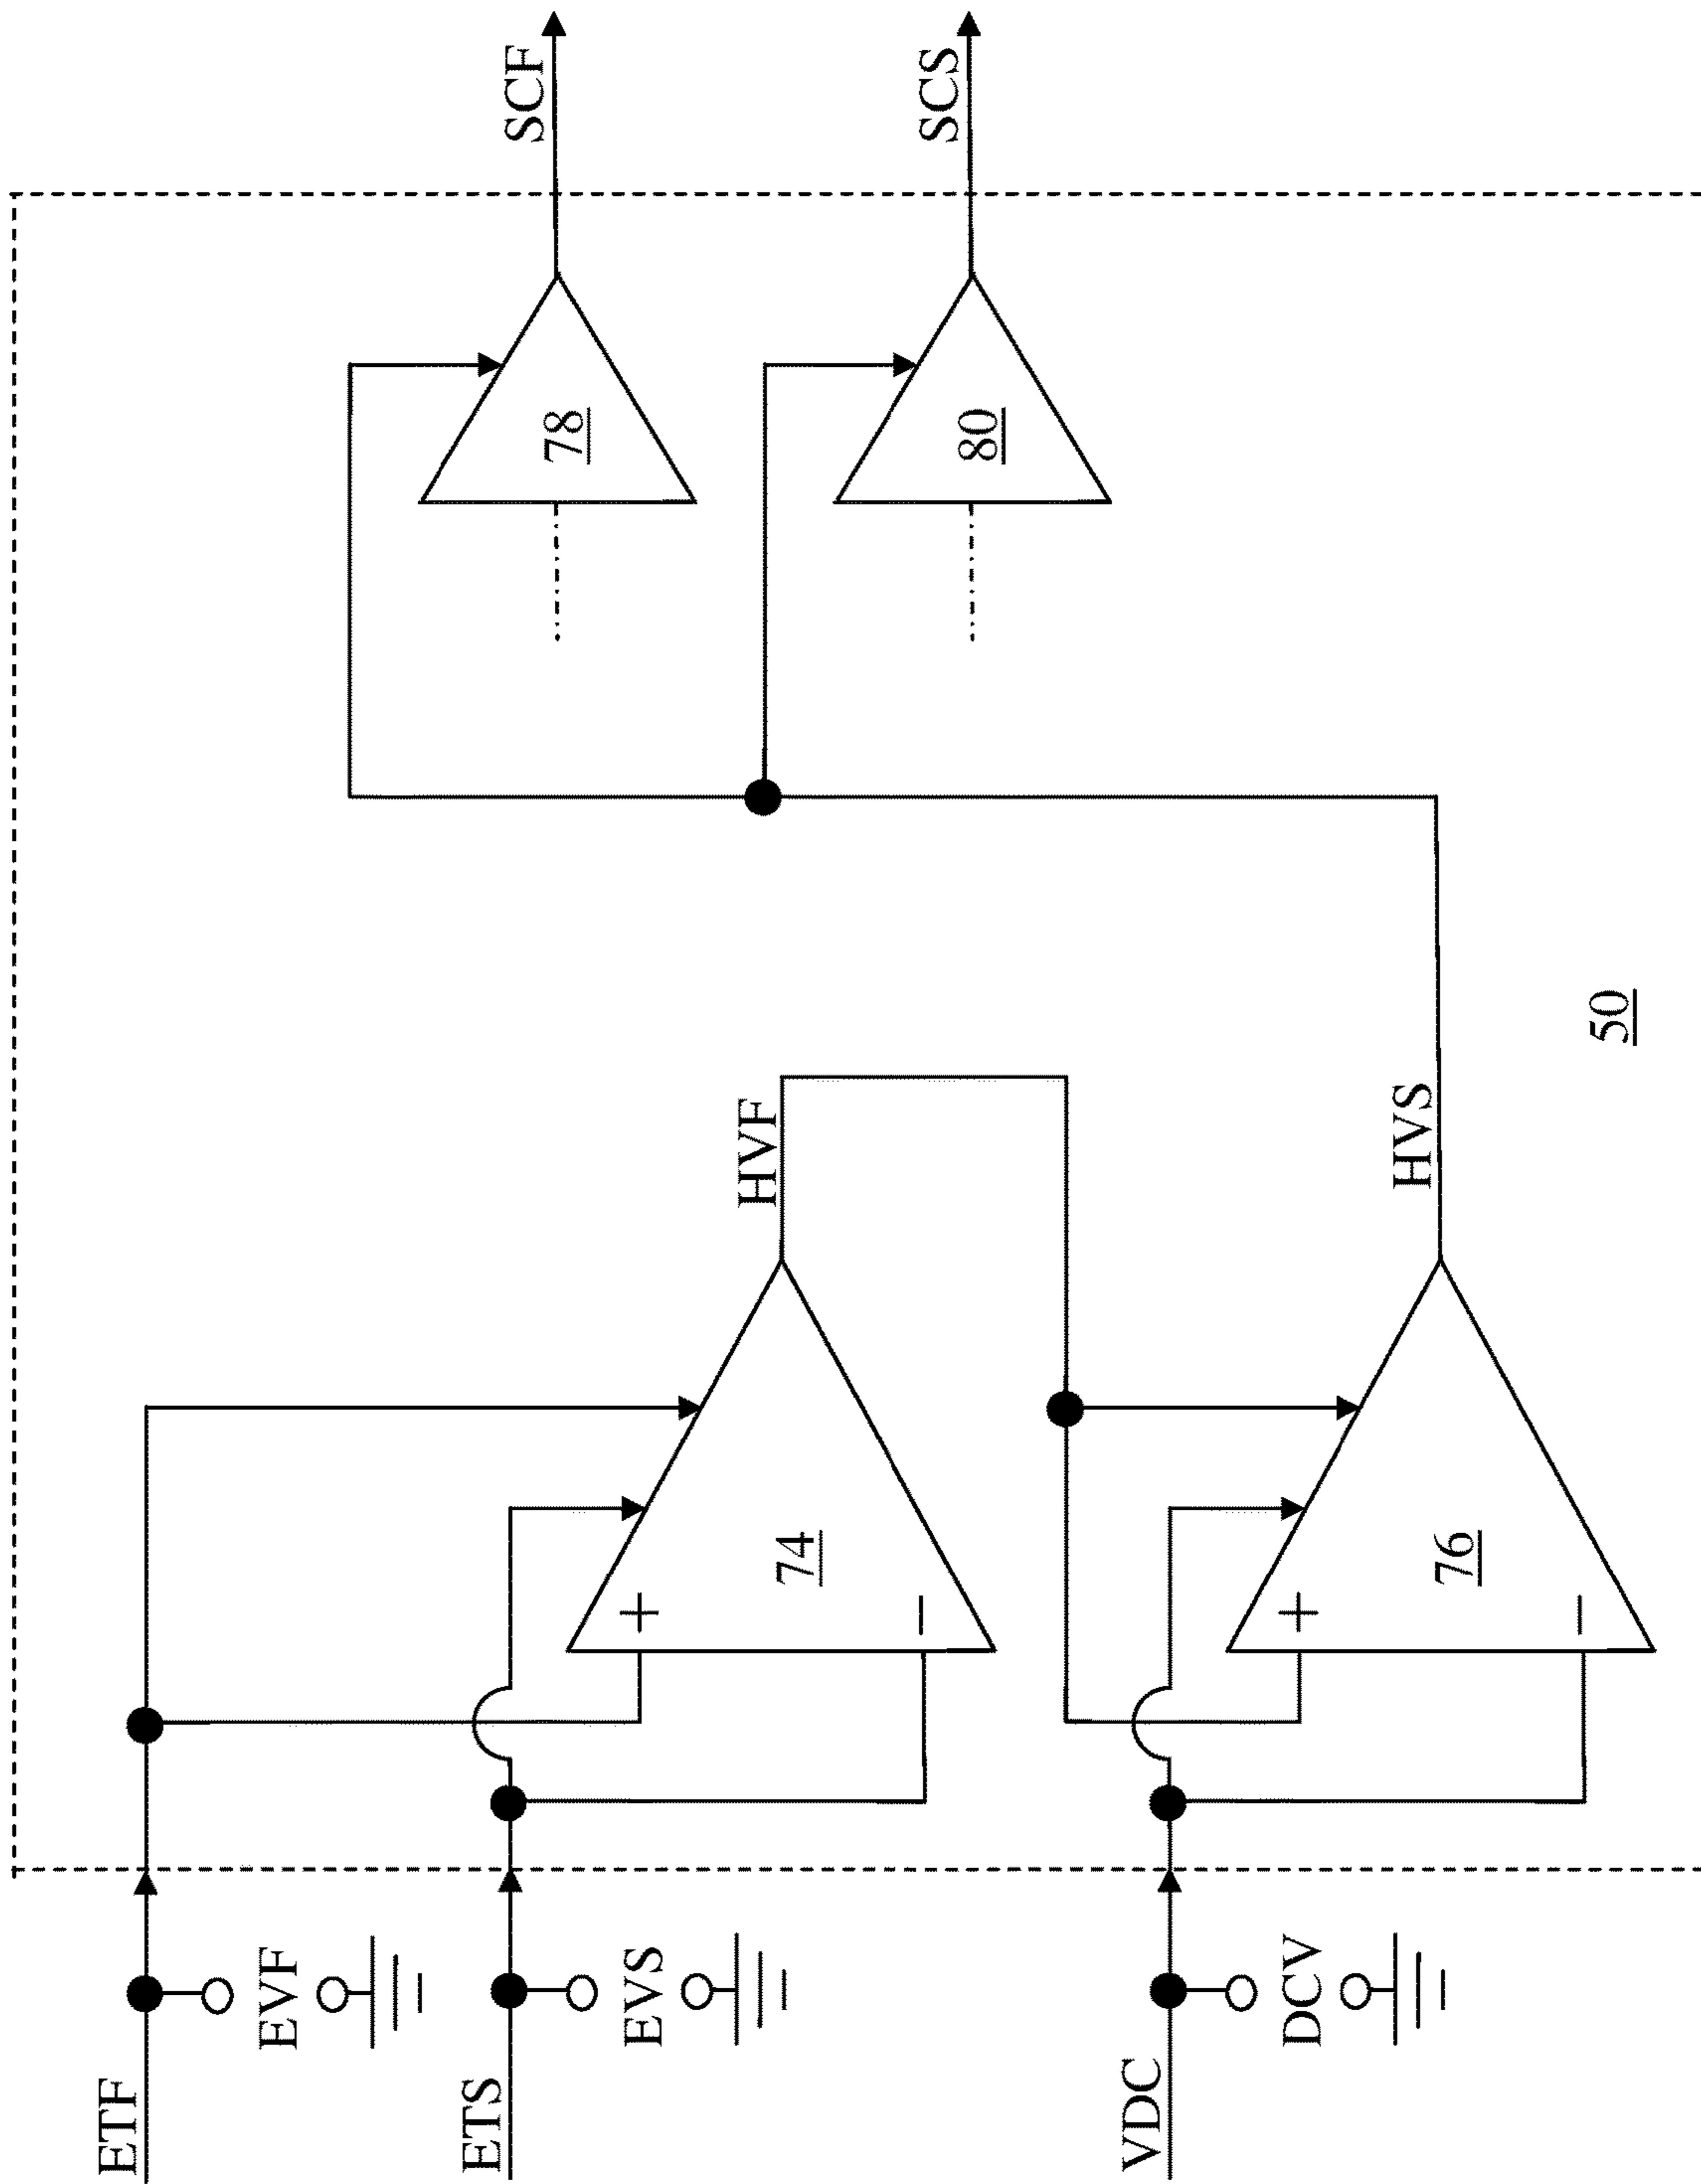 ETF
EVF
ETS
EVS
VDC
DCV
+
−
74
HVF
+
−
76
HVS
78
SCF
80
SCS
50